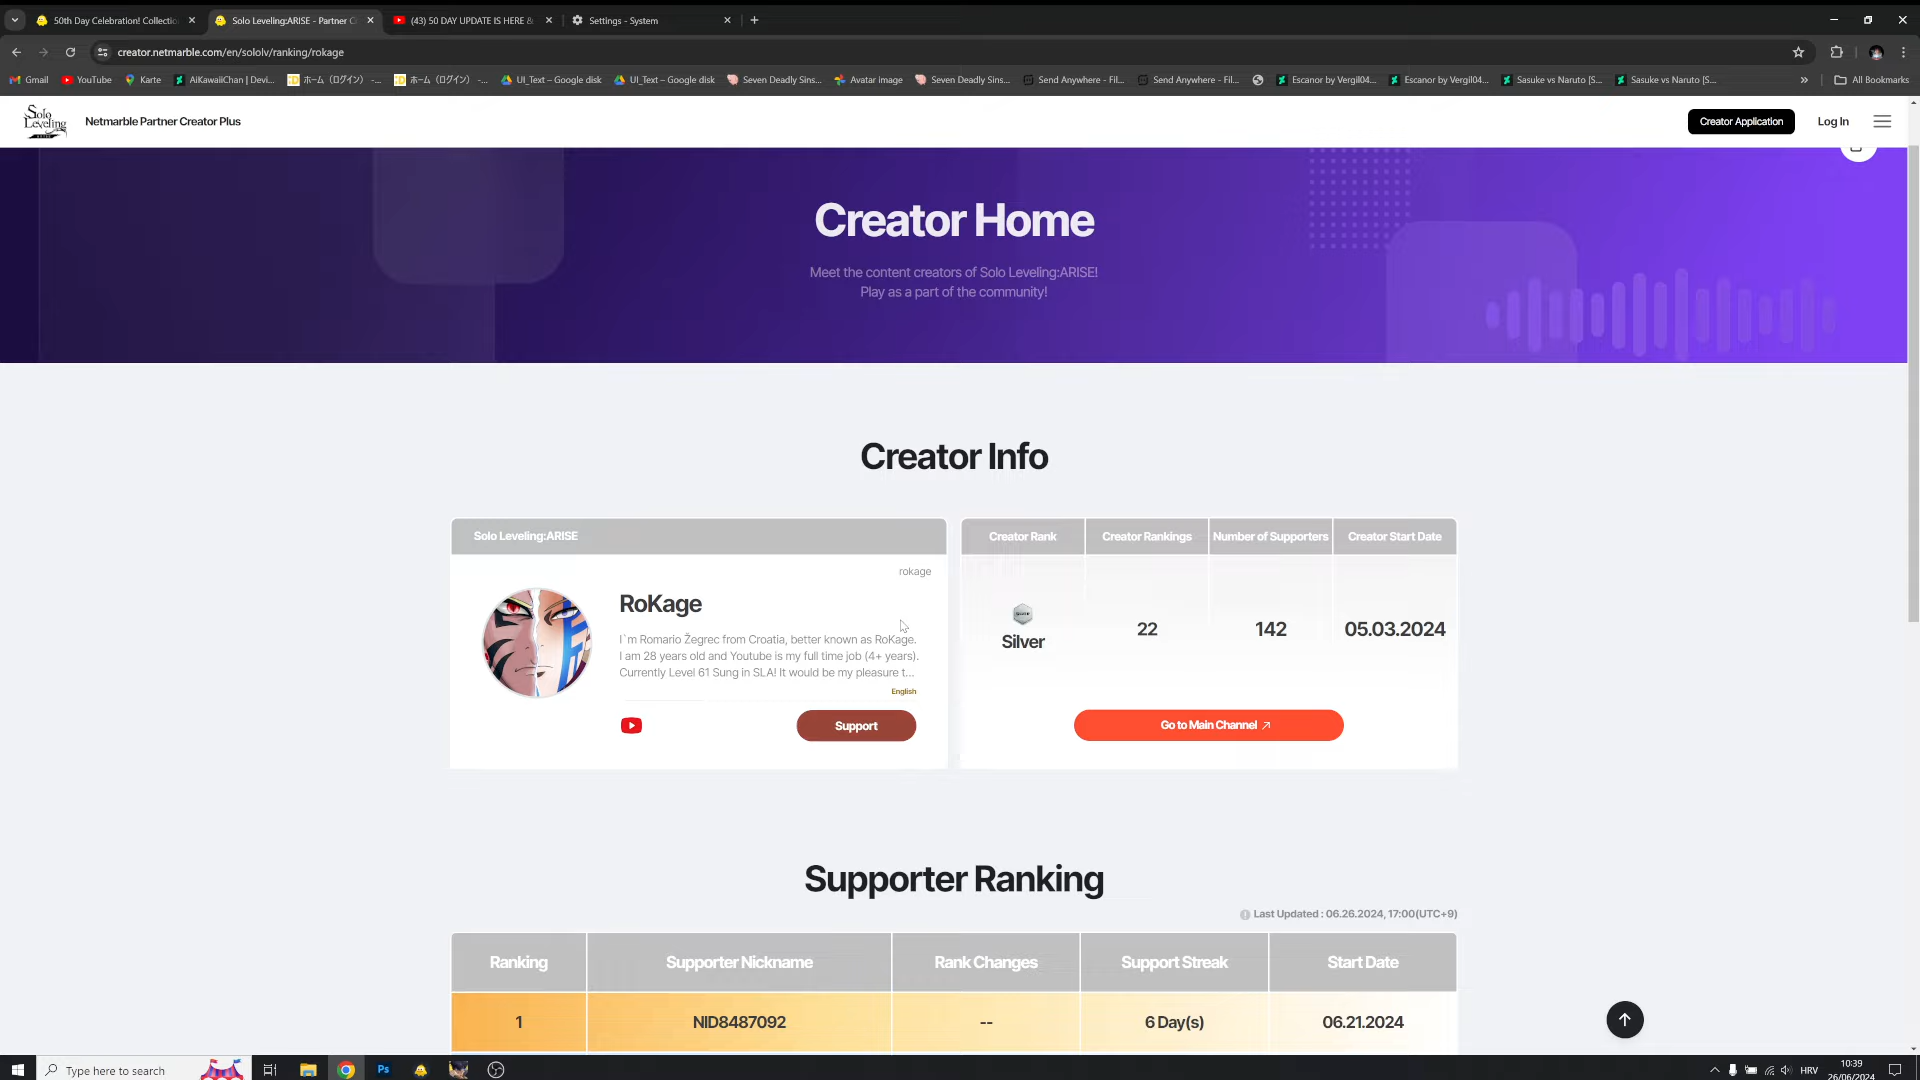 50th Day Celebration! Collectio
Solo Leveling:ARISE - Partner C
(43) 50 DAY UPDATE IS HERE &
Settings - System
creator.netmarble.com/en/sololv/ranking/rokage
Gmail
YouTube
Karte
AiKawaiiChan | Devi...
ホーム（ログイン） -...
ホーム（ログイン） -...
UI_Text – Google disk
UI_Text – Google disk
Seven Deadly Sins...
Avatar image
Seven Deadly Sins...
Send Anywhere - Fil...
Send Anywhere - Fil...
Escanor by Vergil04...
Escanor by Vergil04...
Sasuke vs Naruto [S...
Sasuke vs Naruto [S...
All Bookmarks
Solo Leveling
Netmarble Partner Creator Plus
Creator Application
Log In
Creator Home
Meet the content creators of Solo Leveling:ARISE!
Play as a part of the community!
Creator Info
Solo Leveling:ARISE
rokage
RoKage
I`m Romario Žegrec from Croatia, better known as RoKage.
I am 28 years old and Youtube is my full time job (4+ years).
Currently Level 61 Sung in SLA! It would be my pleasure t...
English
Support
Creator Rank
Creator Rankings
Number of Supporters
Creator Start Date
Silver
22
142
05.03.2024
Go to Main Channel
Supporter Ranking
Last Updated : 06.26.2024, 17:00(UTC+9)
Ranking
Supporter Nickname
Rank Changes
Support Streak
Start Date
1
NID8487092
--
6 Day(s)
06.21.2024
Type here to search
Ps
HRV
10:39
26/06/2024